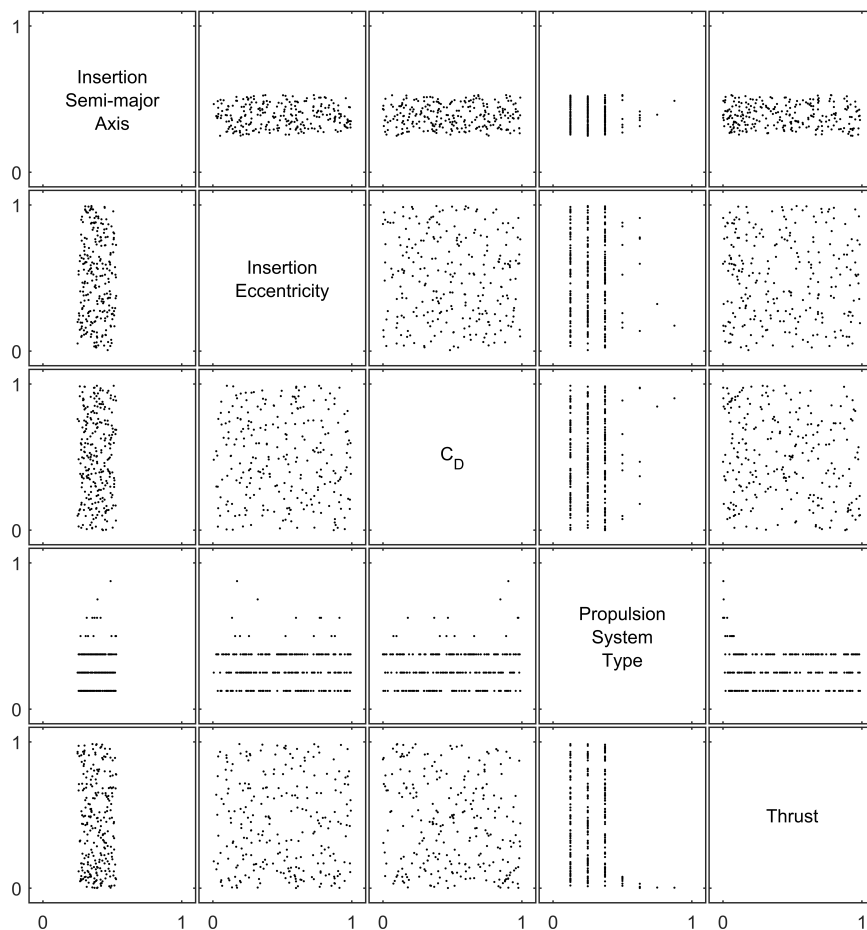 1
Insertion
Semi-major
Axis
0
1
Insertion
Eccentricity
0
1
C_D
0
1
Propulsion
System
Type
0
1
Thrust
0
0 1 0 1 0 1 0 1 0 1